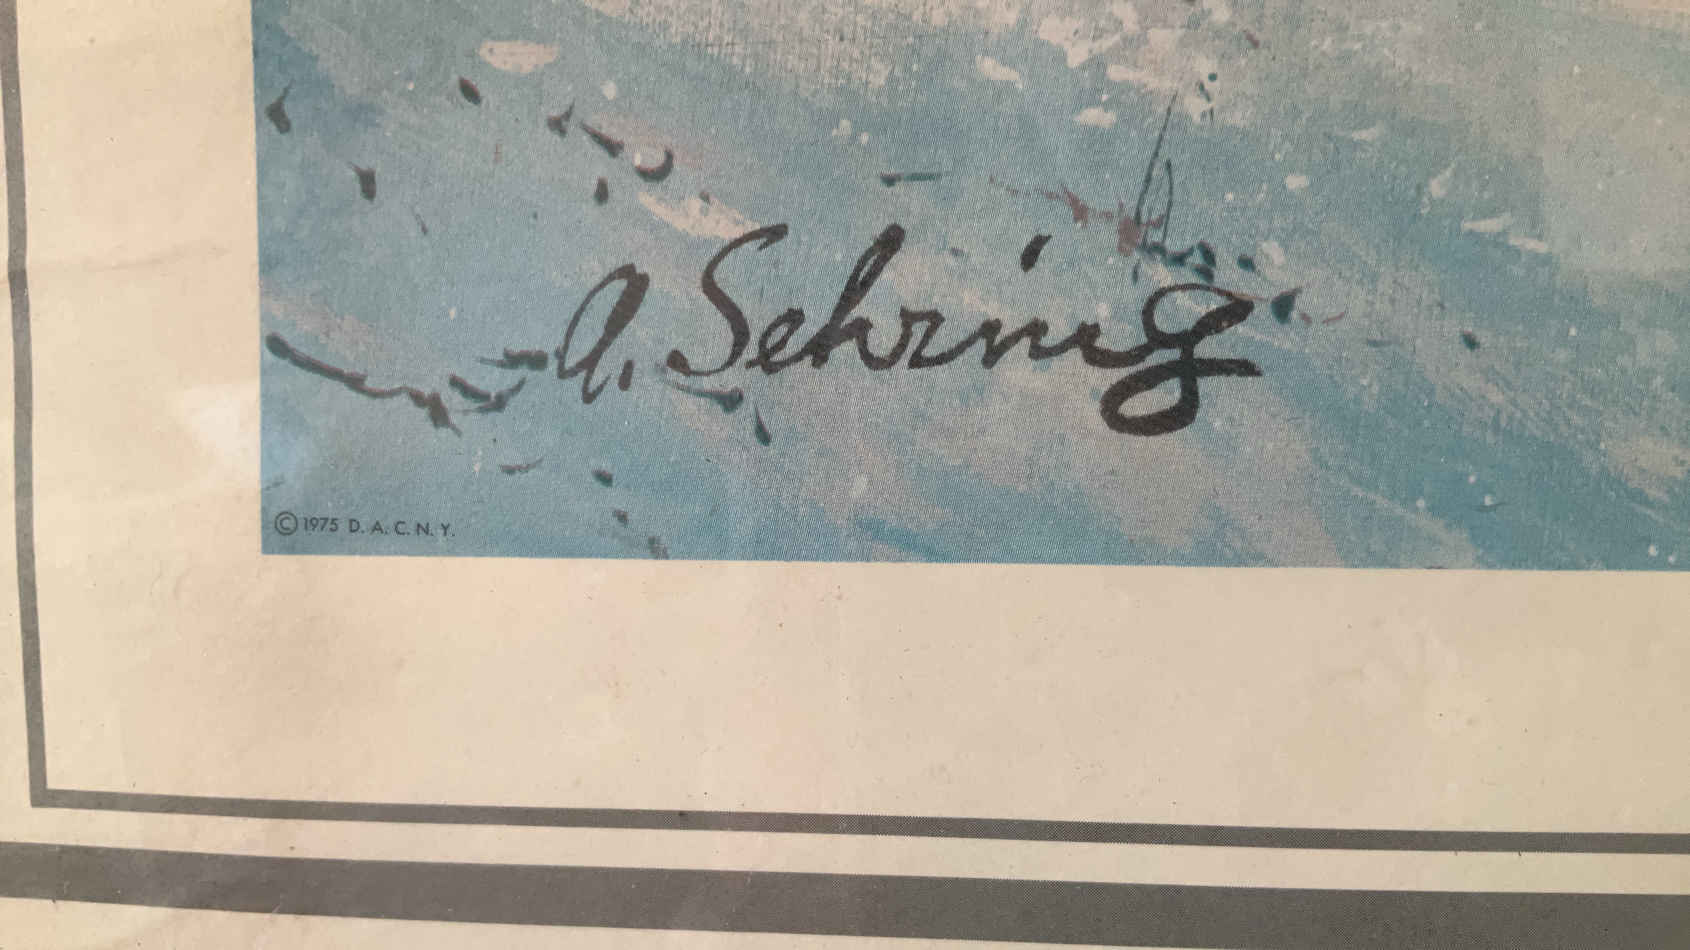 A. Sehring
© 1975 D. A. C. N. Y.